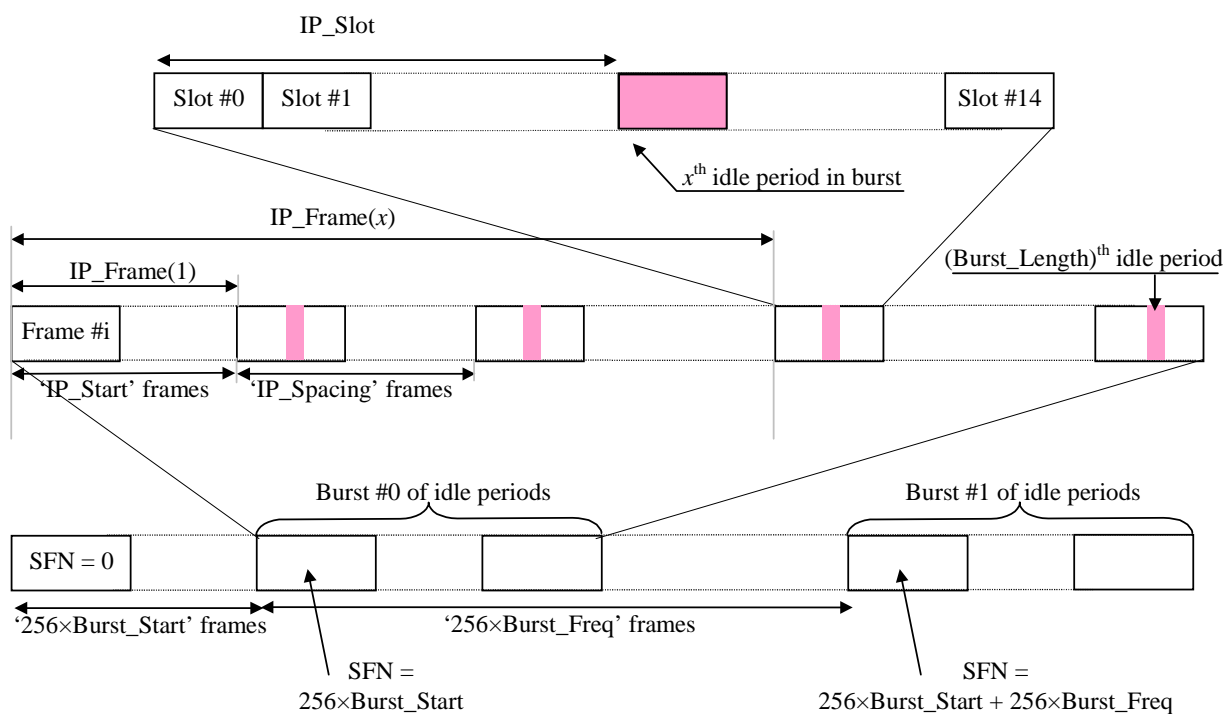 IP_Slot
Slot #0 Slot #1 Slot #14
xth idle period in burst
IP_Frame(x)
IP_Frame(1)
(Burst_Length)th idle period
Frame #i
‘IP_Start’ frames ‘IP_Spacing’ frames
Burst #0 of idle periods Burst #1 of idle periods
SFN = 0
‘256×Burst_Start’ frames ‘256×Burst_Freq’ frames
SFN =
256×Burst_Start
SFN =
256×Burst_Start + 256×Burst_Freq